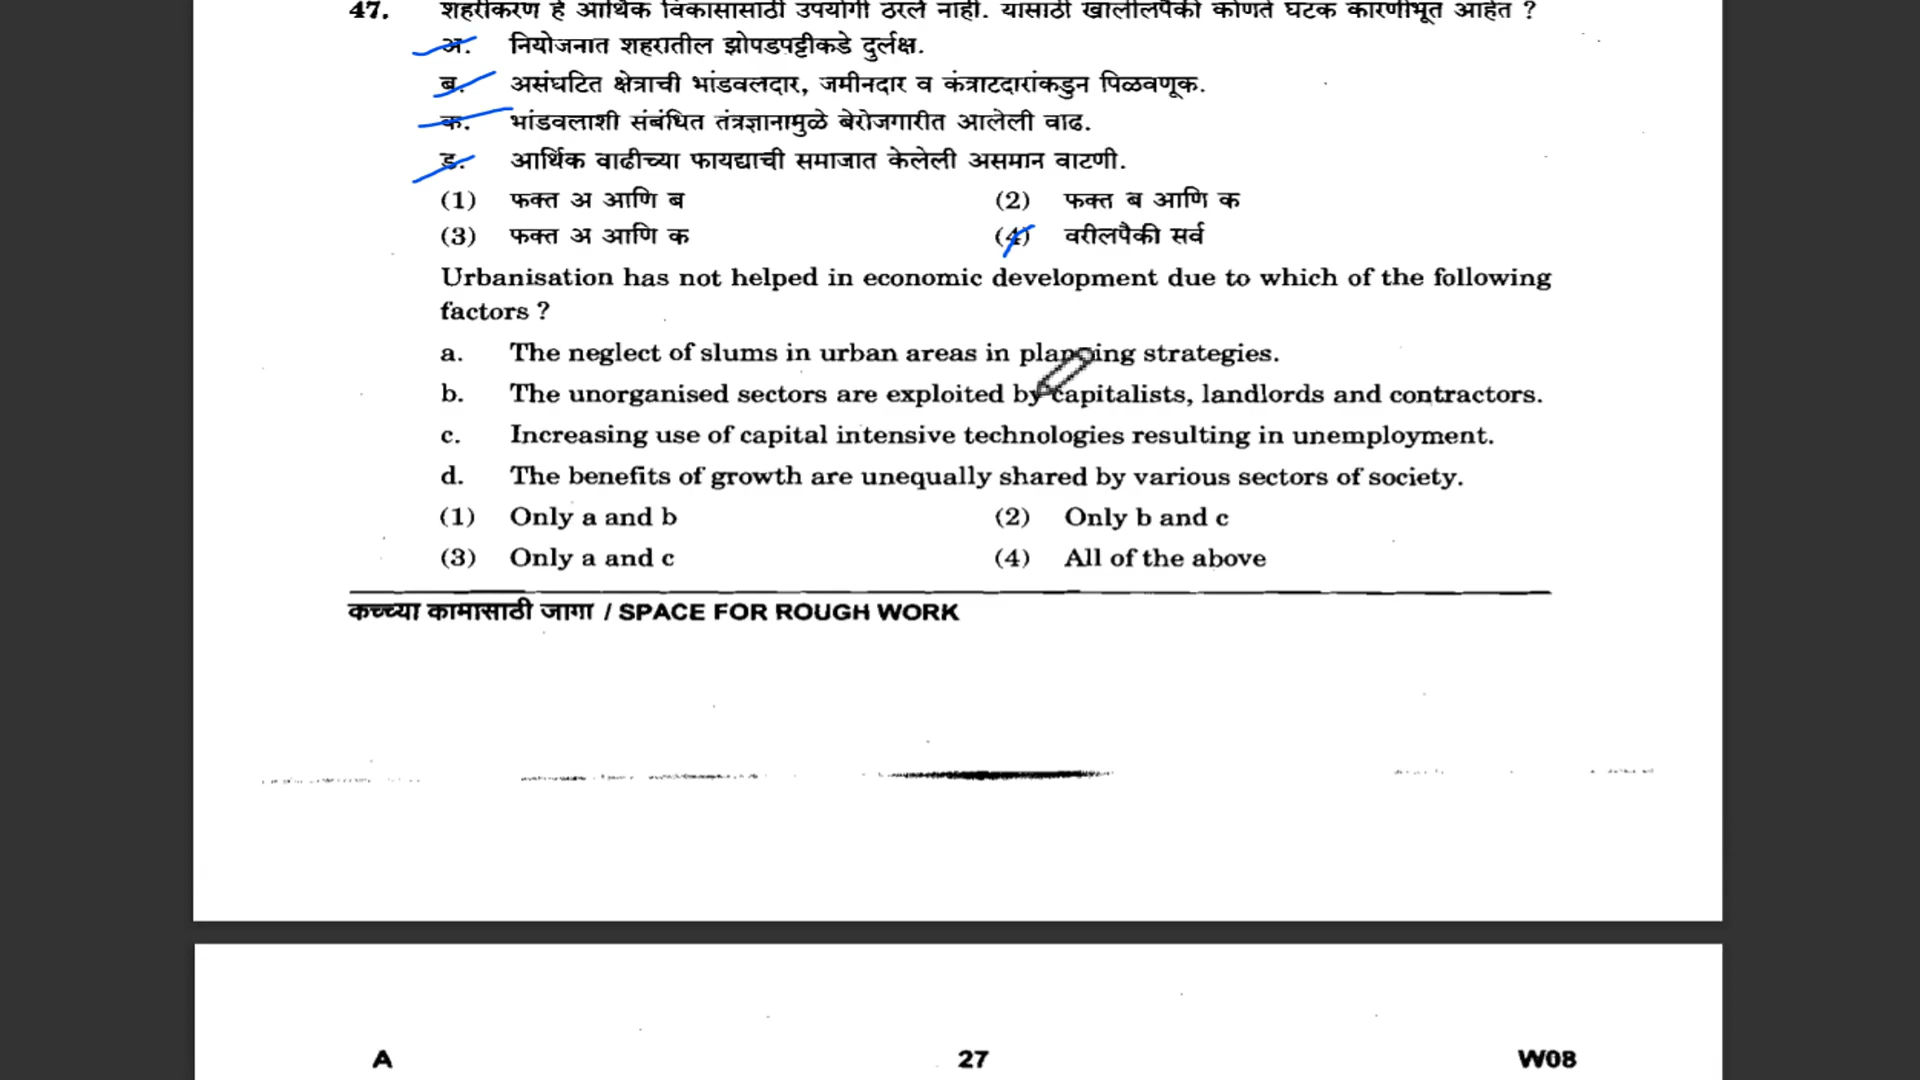 47. शहरीकरण हे आर्थिक विकासासाठी उपयोगी ठरले नाही. यासाठी खालीलपैकी कोणते घटक कारणीभूत आहेत ?
अ. नियोजनात शहरातील झोपडपट्टीकडे दुर्लक्ष.
ब. असंघटित क्षेत्राची भांडवलदार, जमीनदार व कंत्राटदारांकडुन पिळवणूक.
क. भांडवलाशी संबंधित तंत्रज्ञानामुळे बेरोजगारीत आलेली वाढ.
ड. आर्थिक वाढीच्या फायद्याची समाजात केलेली असमान वाटणी.
(1) फक्त अ आणि ब (2) फक्त ब आणि क
(3) फक्त अ आणि क (4) वरीलपैकी सर्व
Urbanisation has not helped in economic development due to which of the following
factors ?
a. The neglect of slums in urban areas in planning strategies.
b. The unorganised sectors are exploited by capitalists, landlords and contractors.
c. Increasing use of capital intensive technologies resulting in unemployment.
d. The benefits of growth are unequally shared by various sectors of society.
(1) Only a and b (2) Only b and c
(3) Only a and c (4) All of the above
कच्च्या कामासाठी जागा / SPACE FOR ROUGH WORK
A 27 W08